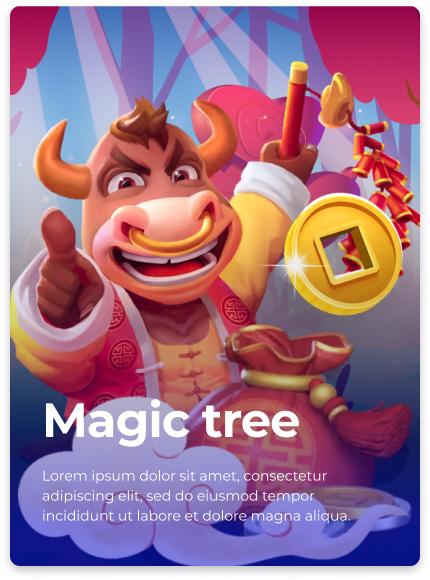 Magic tree
Lorem ipsum dolor sit amet, consectetur
adipiscing elit, sed do eiusmod tempor
incididunt ut labore et dolore magna aliqua.